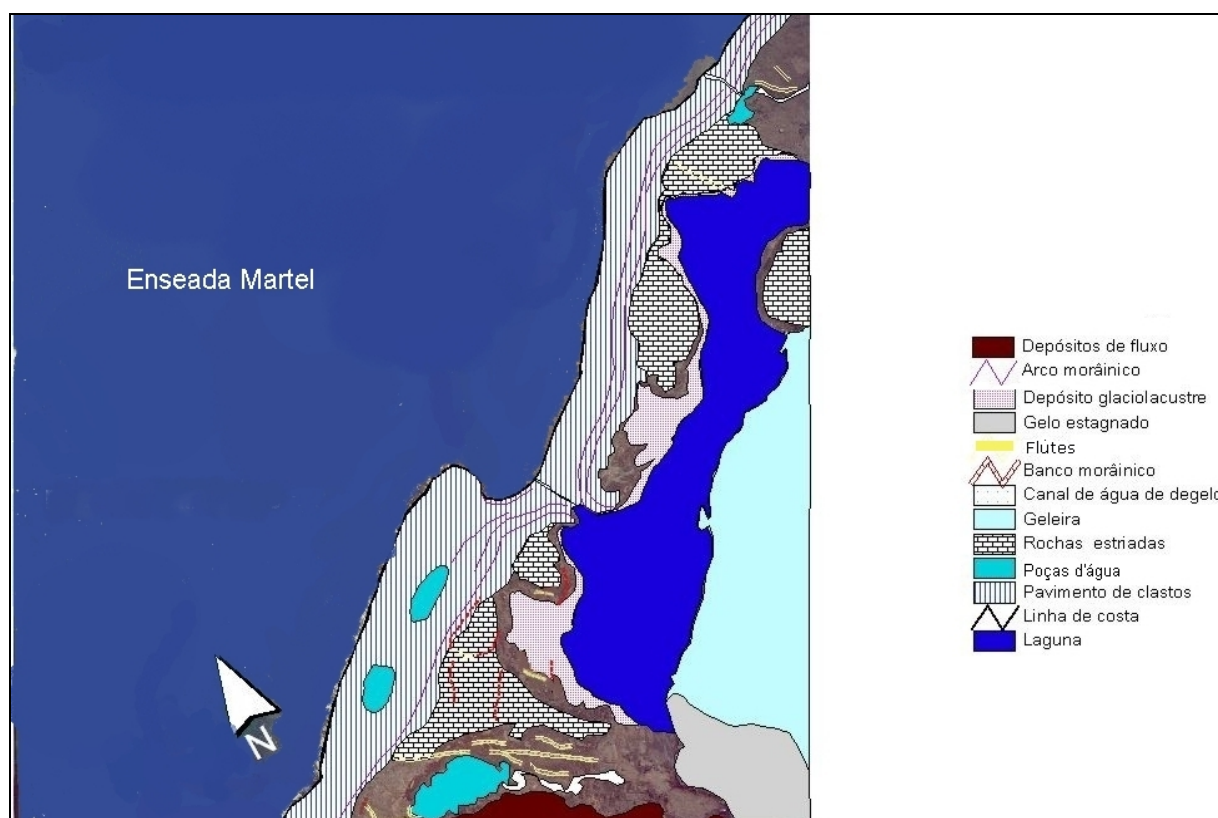 Enseada Martel
N
Depósitos de fluxo
Arco morâinico
Depósito glaciolacustre
Gelo estagnado
Flutes
Banco morâinico
Canal de água de degelo
Geleira
Rochas estriadas
Poças d'água
Pavimento de clastos
Linha de costa
Laguna